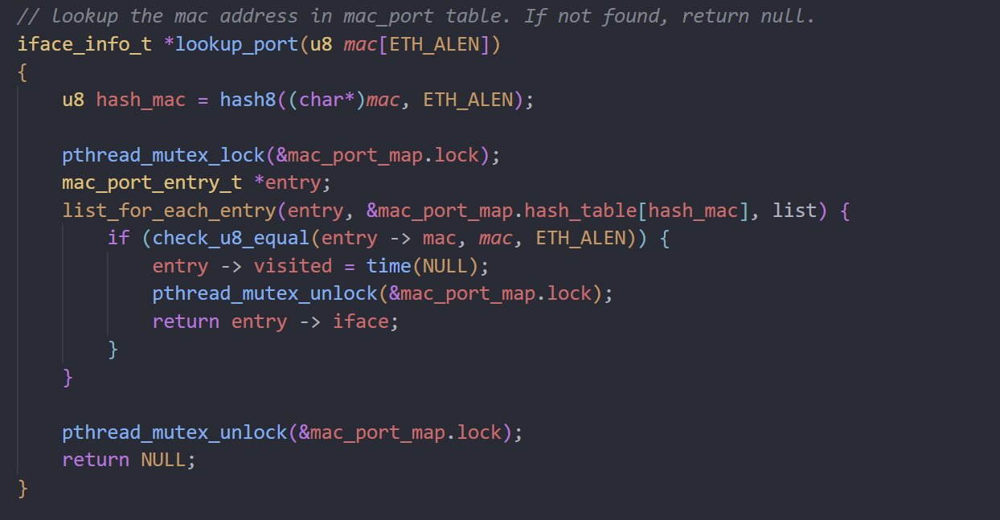 // lookup the mac address in mac_port table. If not found, return null.
iface_info_t *lookup_port(u8 mac[ETH_ALEN])
{
    u8 hash_mac = hash8((char*)mac, ETH_ALEN);

    pthread_mutex_lock(&mac_port_map.lock);
    mac_port_entry_t *entry;
    list_for_each_entry(entry, &mac_port_map.hash_table[hash_mac], list) {
        if (check_u8_equal(entry -> mac, mac, ETH_ALEN)) {
            entry -> visited = time(NULL);
            pthread_mutex_unlock(&mac_port_map.lock);
            return entry -> iface;
        }
    }

    pthread_mutex_unlock(&mac_port_map.lock);
    return NULL;
}